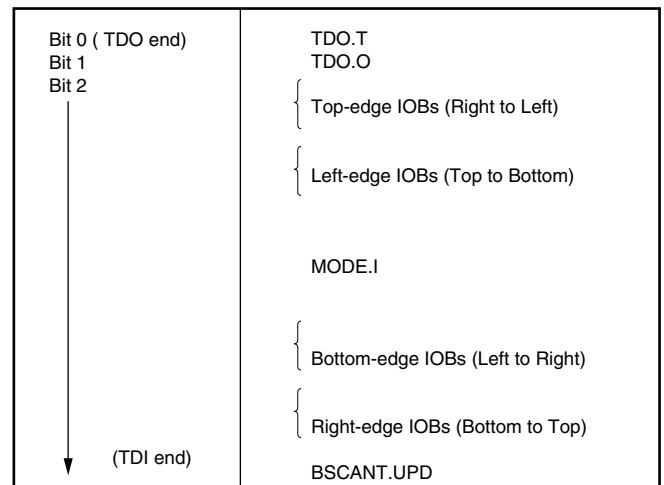 Bit 0 ( TDO end)
Bit 1
Bit 2
(TDI end)
TDO.T
TDO.O
Top-edge IOBs (Right to Left)
Left-edge IOBs (Top to Bottom)
MODE.I
Bottom-edge IOBs (Left to Right)
Right-edge IOBs (Bottom to Top)
BSCANT.UPD